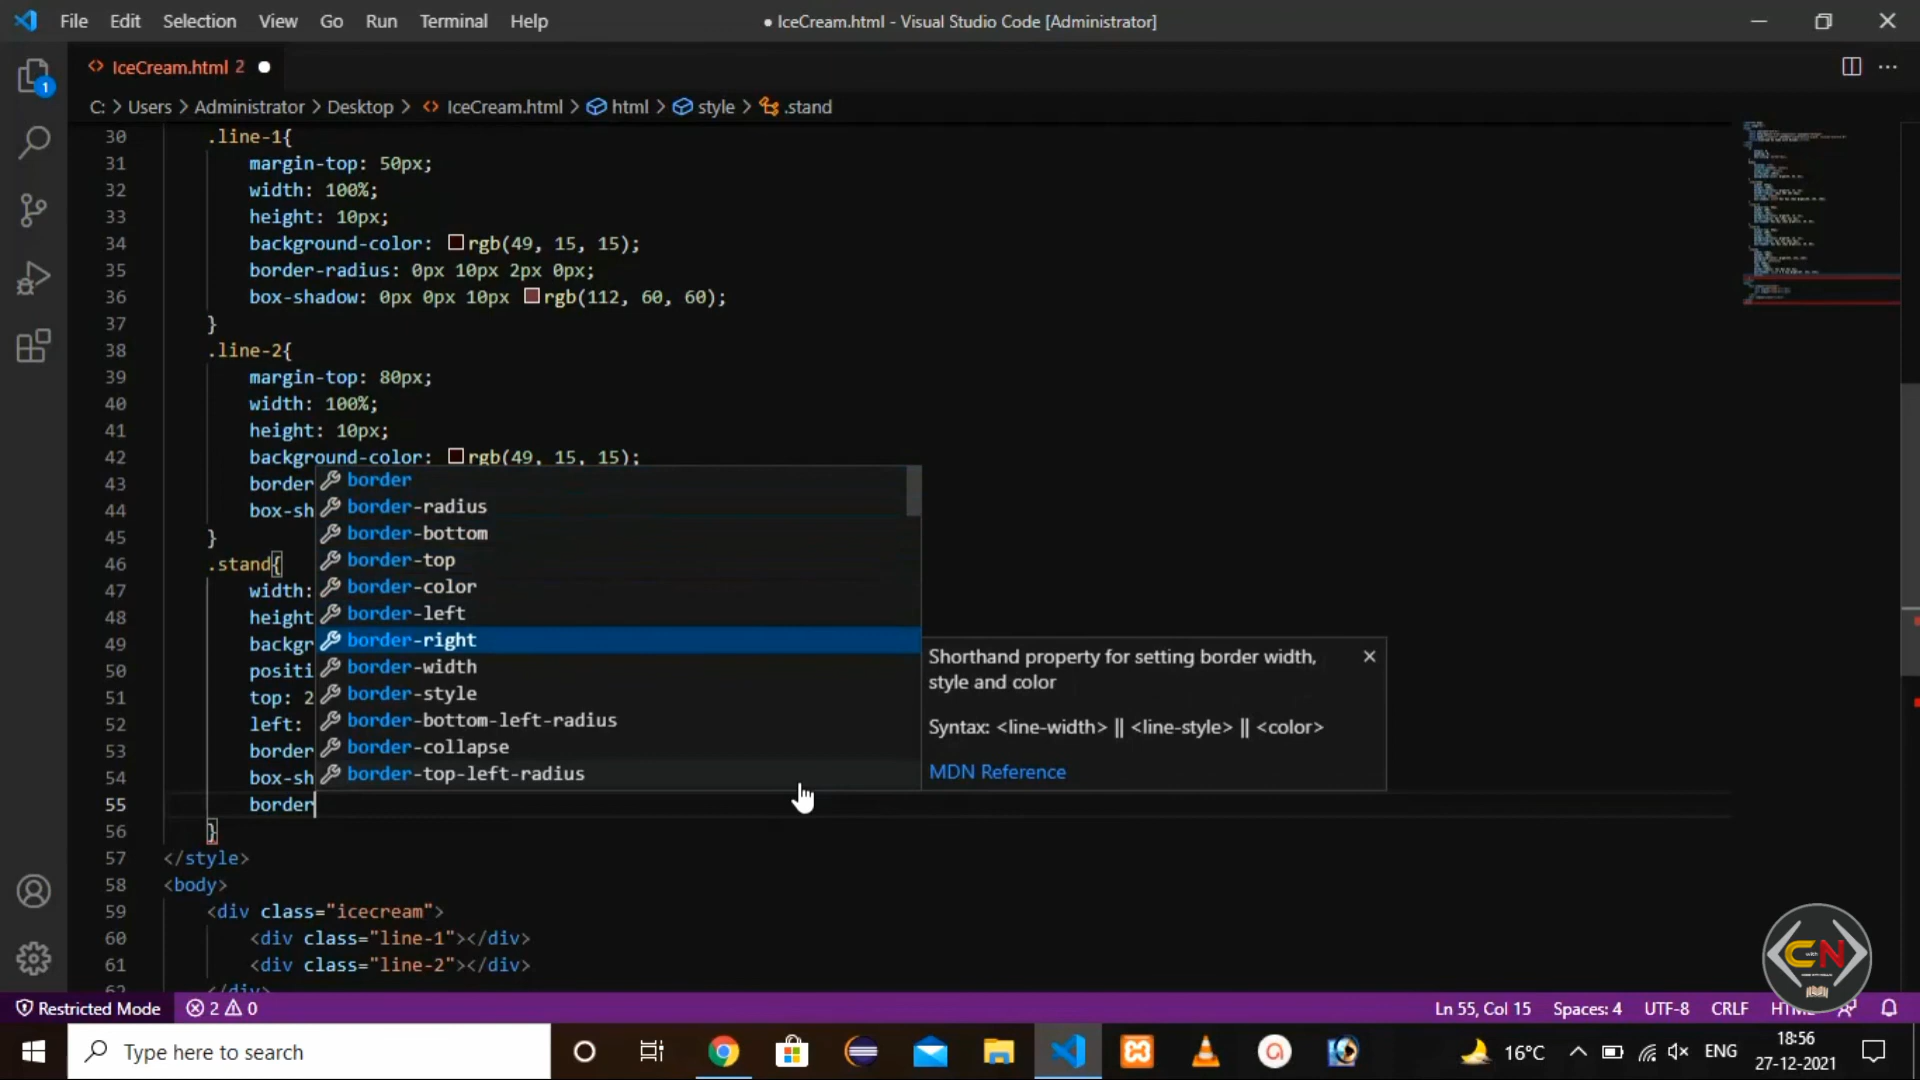 File Edit Selection View Go Run Terminal Help
● IceCream.html - Visual Studio Code [Administrator]
IceCream.html 2 ●
C: > Users > Administrator > Desktop > IceCream.html > html > style > .stand
30 .line-1{
31 margin-top: 50px;
32 width: 100%;
33 height: 10px;
34 background-color: rgb(49, 15, 15);
35 border-radius: 0px 10px 2px 0px;
36 box-shadow: 0px 0px 10px rgb(112, 60, 60);
37 }
38 .line-2{
39 margin-top: 80px;
40 width: 100%;
41 height: 10px;
42 background-color: rgb(49, 15, 15);
43 border
44 box-sh
45 }
46 .stand{
47 width:
48 height
49 backgr
50 positi
51 top: 2
52 left:
53 border
54 box-sh
55 border
56 }
57 </style>
58 <body>
59 <div class="icecream">
60 <div class="line-1"></div>
61 <div class="line-2"></div>
62 </div>
border
border-radius
border-bottom
border-top
border-color
border-left
border-right
border-width
border-style
border-bottom-left-radius
border-collapse
border-top-left-radius
Shorthand property for setting border width,
style and color
Syntax: <line-width> || <line-style> || <color>
MDN Reference
1
CN
with
Restricted Mode 2 0
Ln 55, Col 15 Spaces: 4 UTF-8 CRLF HTML
Type here to search
16°C ENG
18:56
27-12-2021